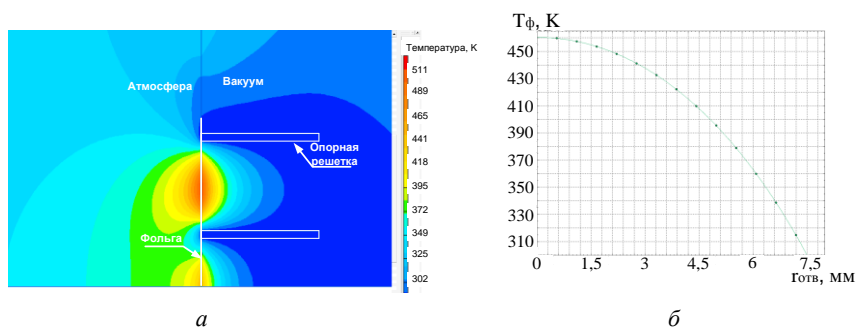 Температура, K
511
489
465
441
418
395
372
349
325
302
Атмосфера
Вакуум
Опорная
решетка
Фольга
а
Tф, K
450
430
410
390
370
350
330
310
0
1,5
3
4,5
6
7,5
rотв, мм
б